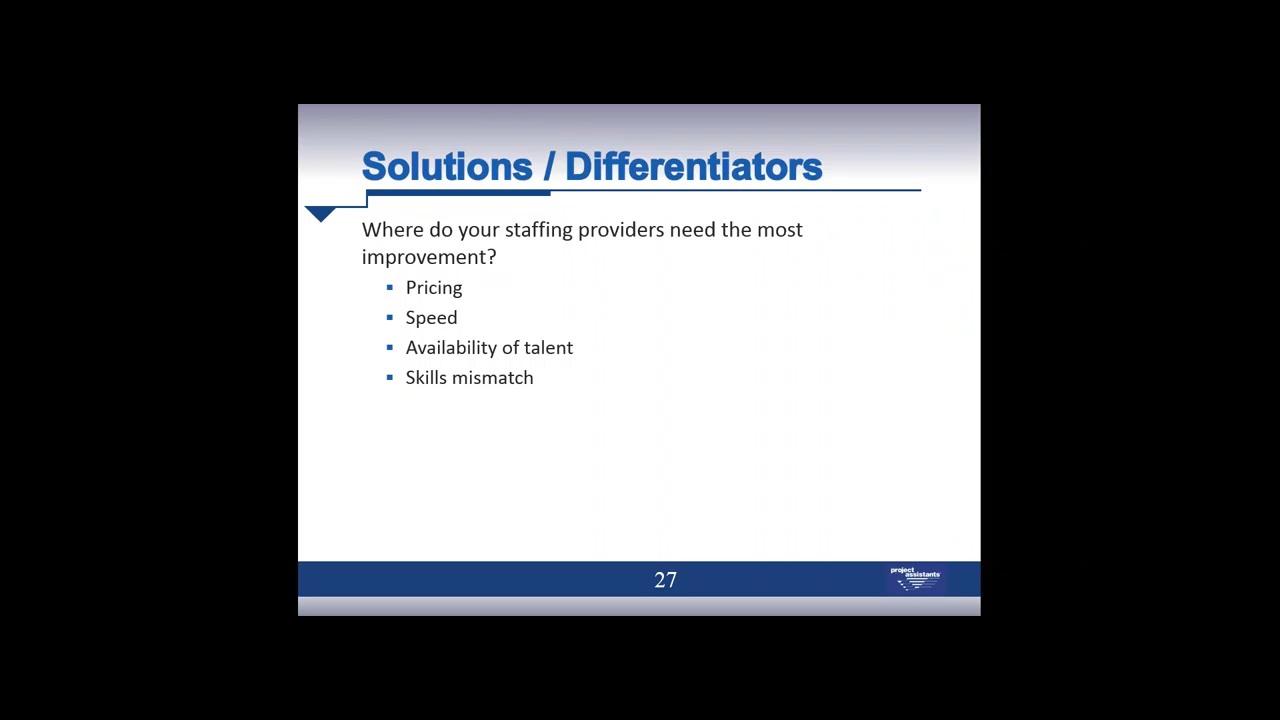 Solutions / Differentiators
Where do your staffing providers need the most
improvement?
Pricing
Speed
Availability of talent
Skills mismatch
27
project
assistants